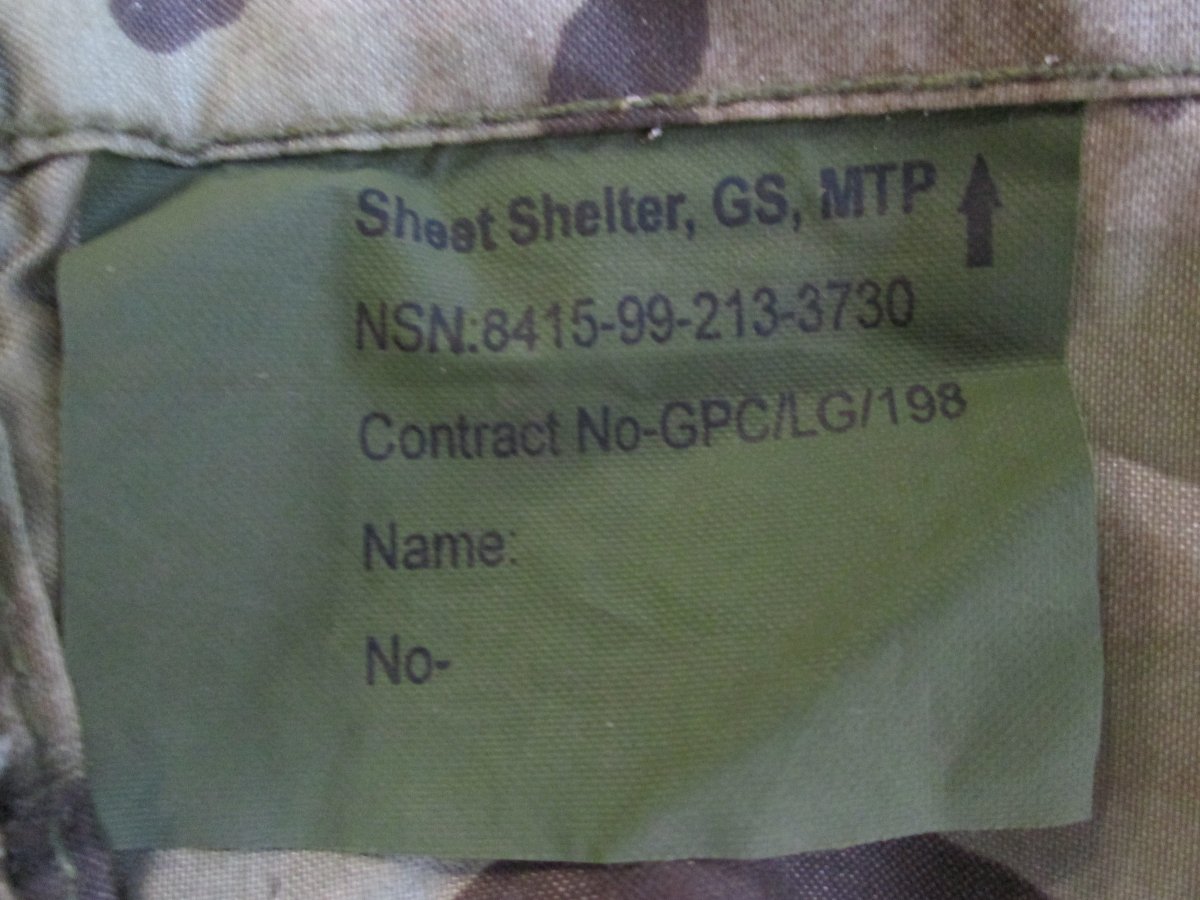 Sheet Shelter, GS, MTP
NSN:8415-99-213-3730
Contract No-GPC/LG/198
Name:
No-